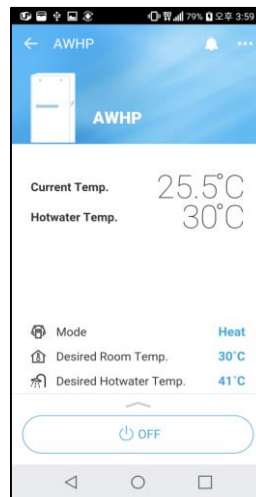 79% 오후 3:59
AWHP
AWHP
Current Temp. 25.5°C
Hotwater Temp. 30°C
Mode Heat
Desired Room Temp. 30°C
Desired Hotwater Temp. 41°C
OFF